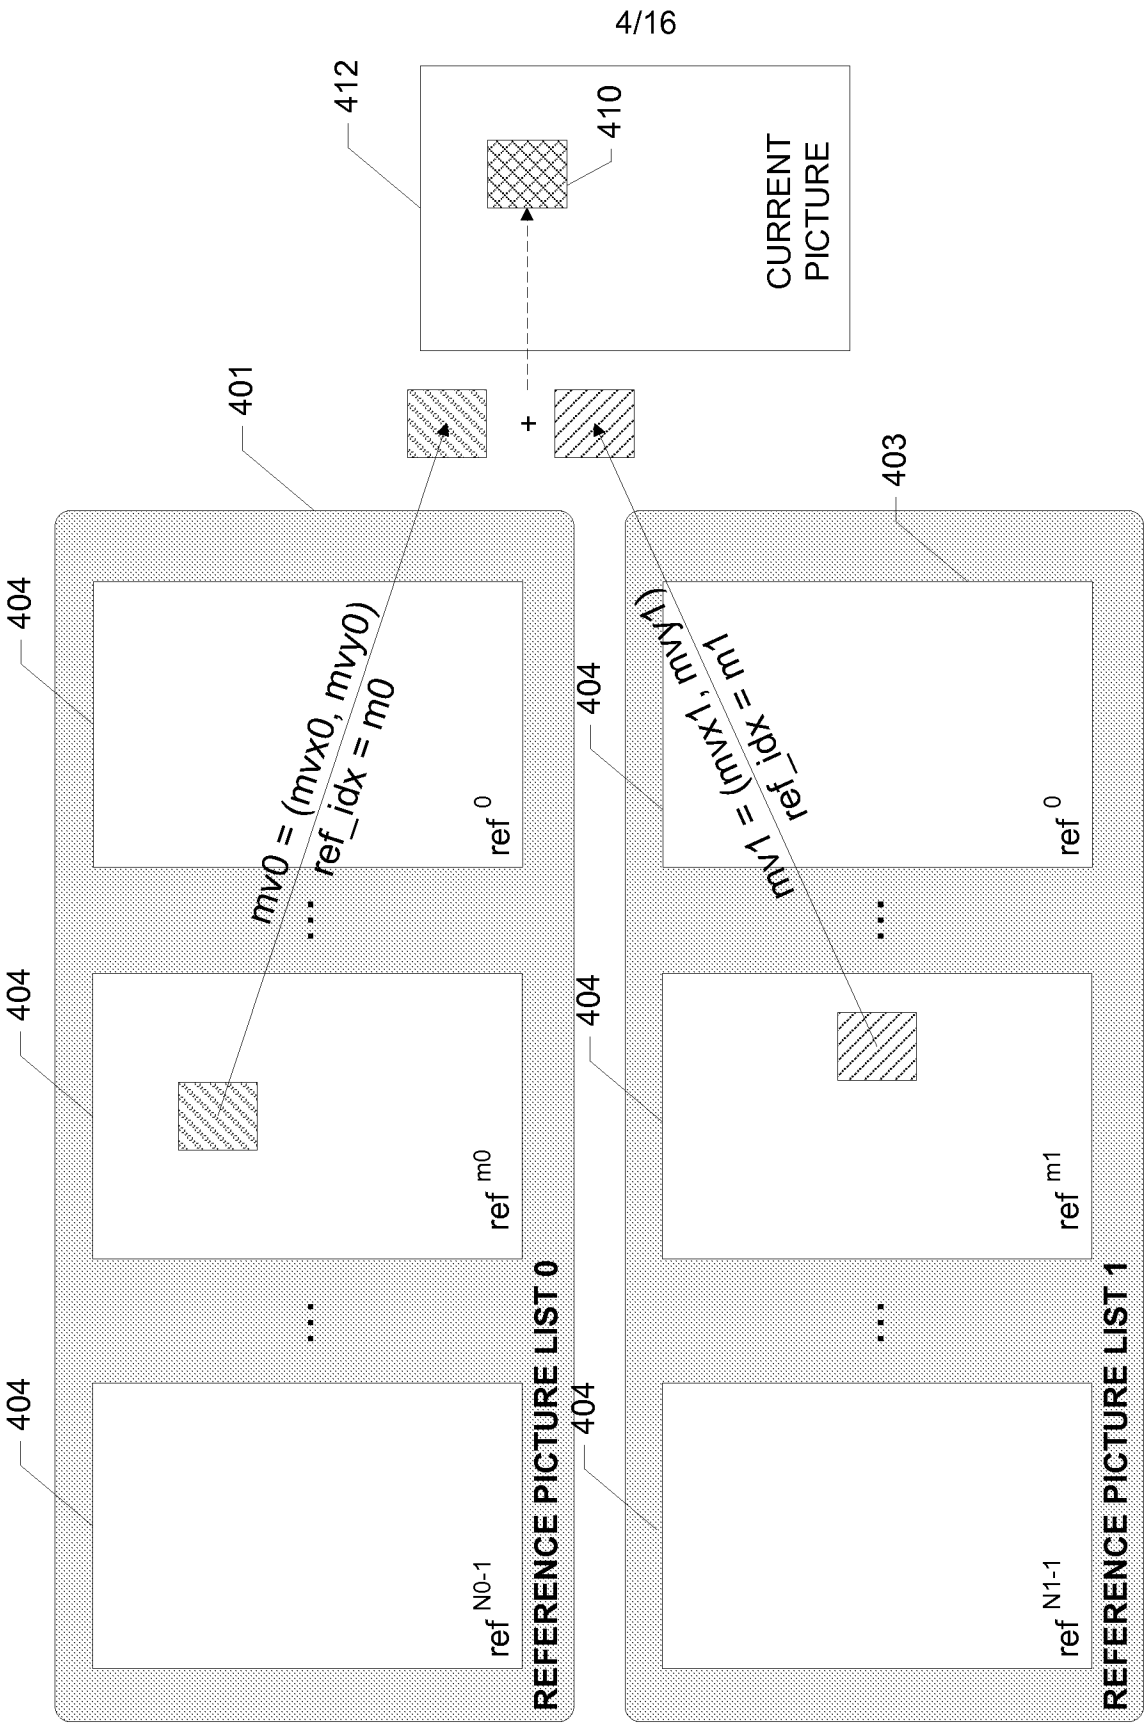 4/16
404
404
404
401
412
mv0 = (mvx0, mvy0)
ref_idx = m0
ref N0-1
...
ref m0
...
ref 0
REFERENCE PICTURE LIST 0
+
410
CURRENT
PICTURE
404
404
404
403
mv1 = (mvx1, mvy1)
ref_idx = m1
ref N1-1
...
ref m1
...
ref 0
REFERENCE PICTURE LIST 1